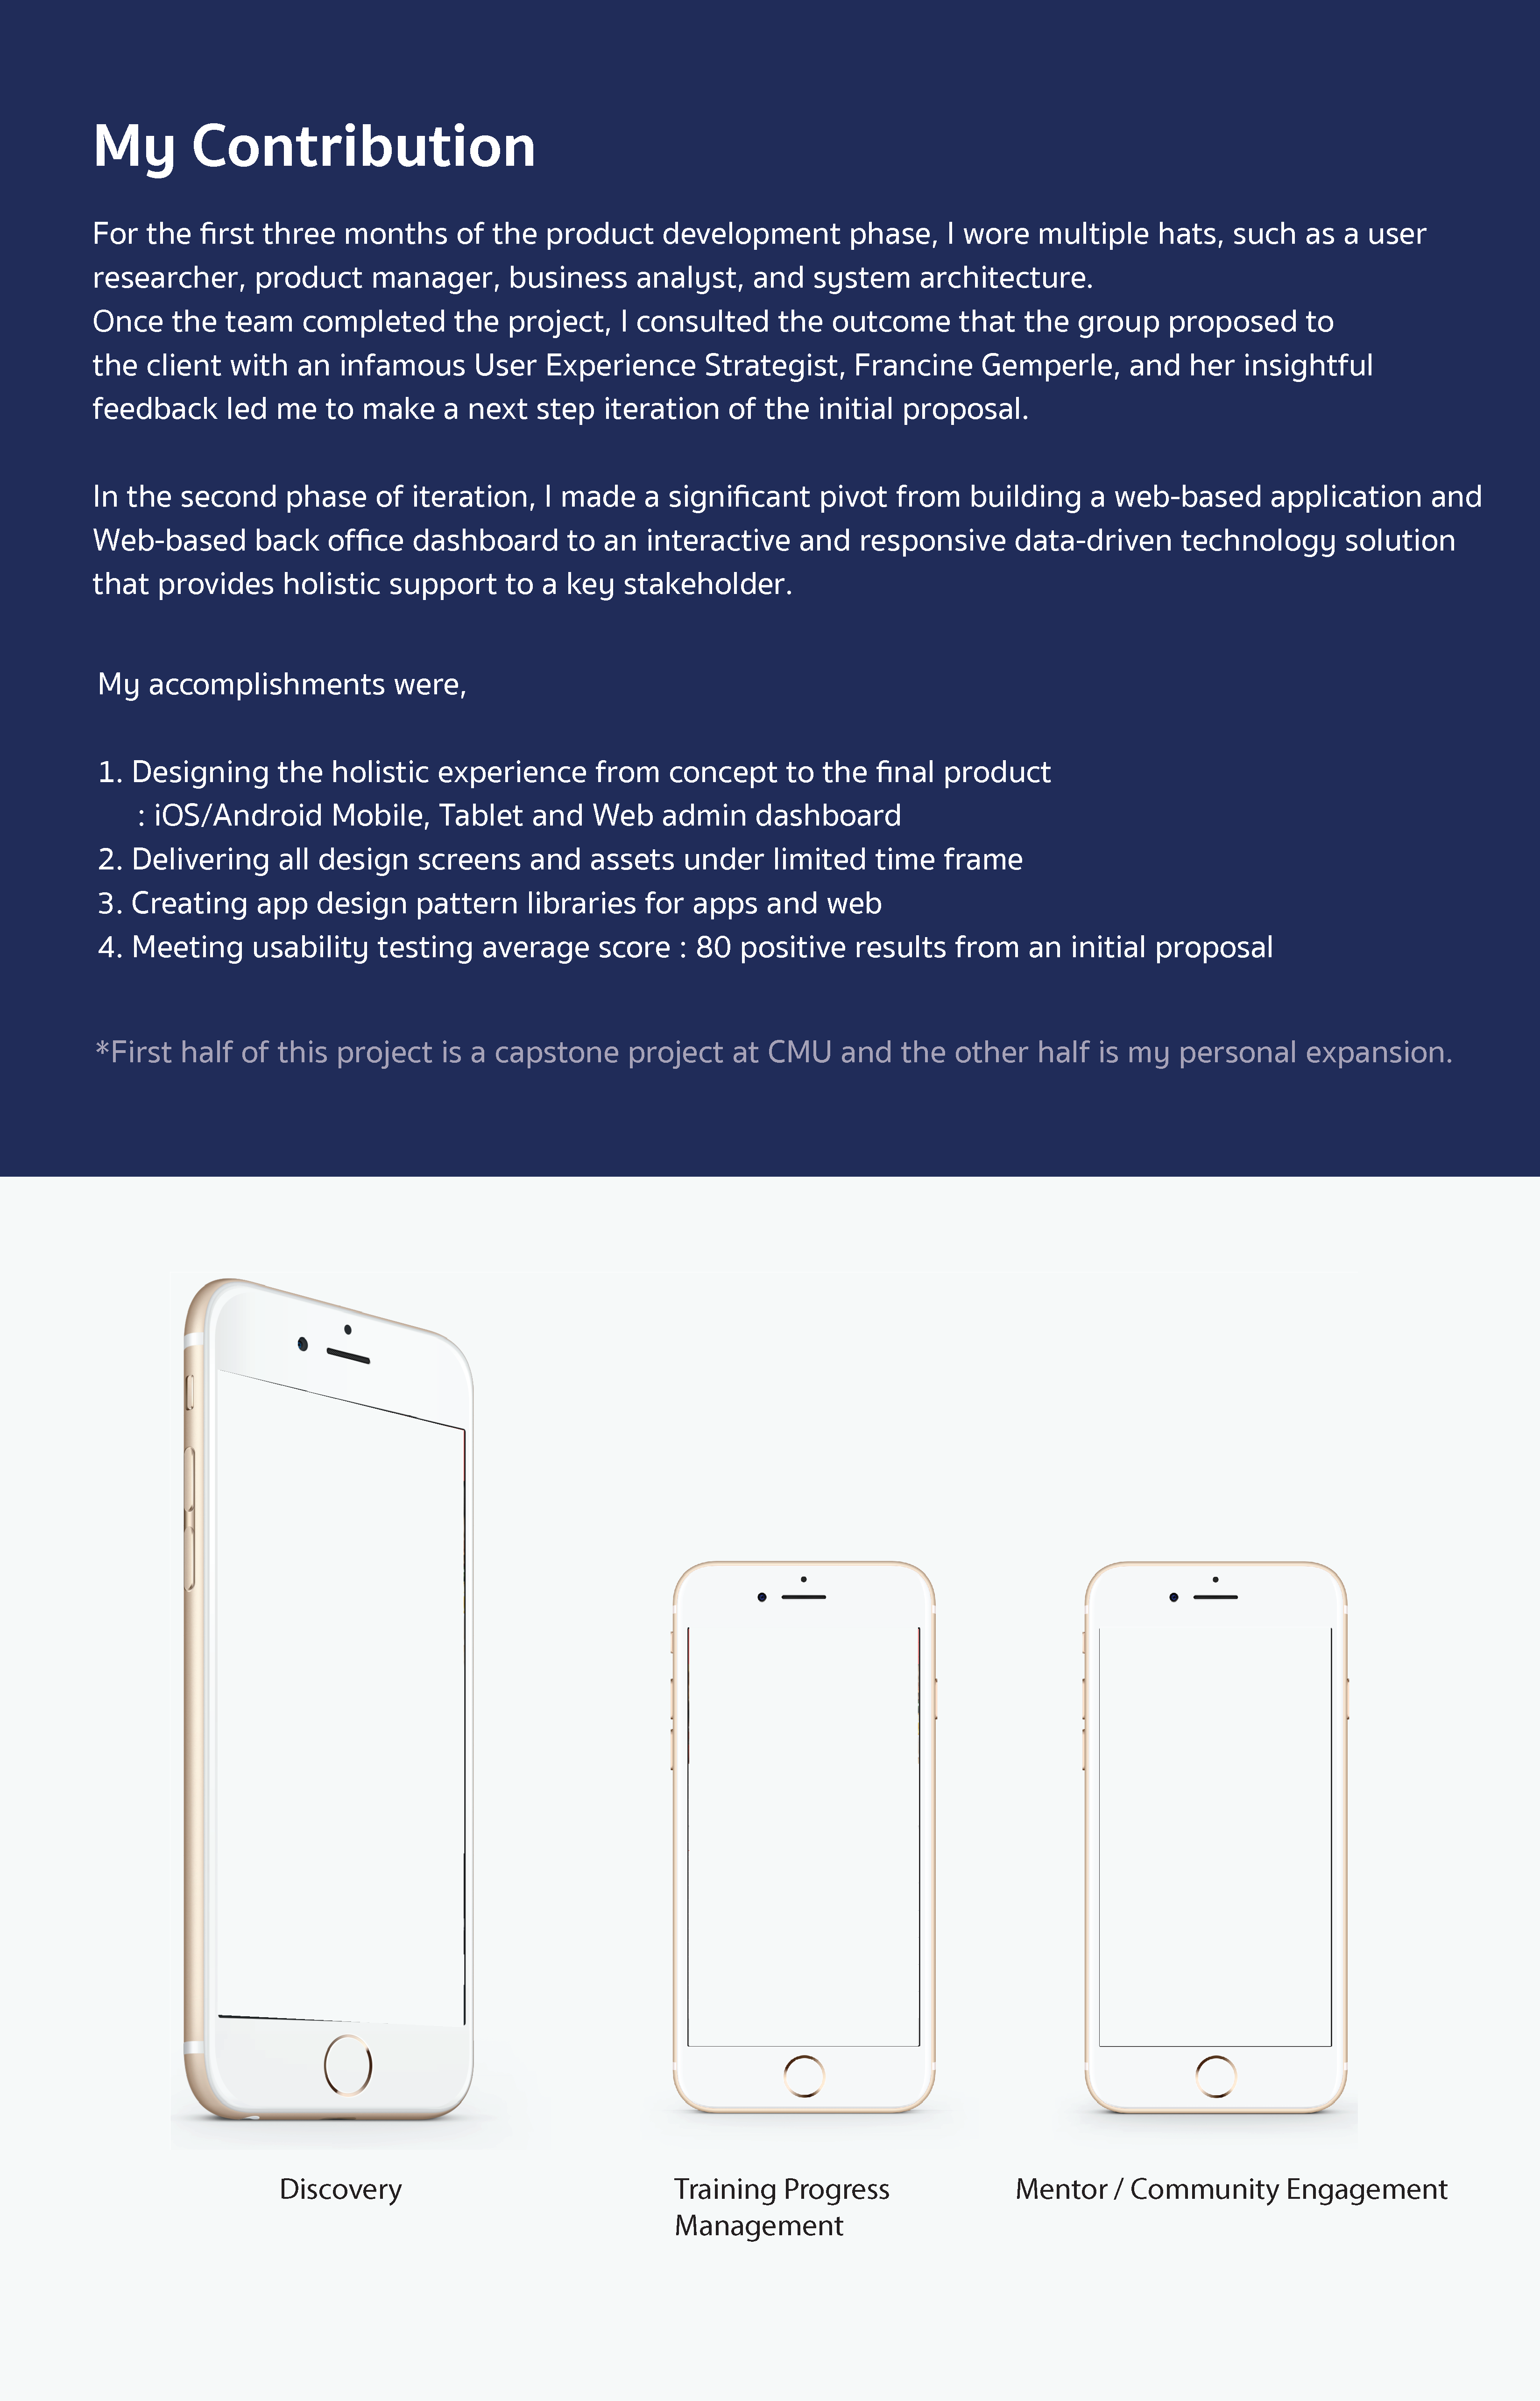 My Contribution
For the first three months of the product development phase, I wore multiple hats, such as a user
researcher, product manager, business analyst, and system architecture.
Once the team completed the project, I consulted the outcome that the group proposed to
the client with an infamous User Experience Strategist, Francine Gemperle, and her insightful
feedback led me to make a next step iteration of the initial proposal.
In the second phase of iteration, I made a significant pivot from building a web-based application and
Web-based back office dashboard to an interactive and responsive data-driven technology solution
that provides holistic support to a key stakeholder.
My accomplishments were,
1. Designing the holistic experience from concept to the final product
: iOS/Android Mobile, Tablet and Web admin dashboard
2. Delivering all design screens and assets under limited time frame
3. Creating app design pattern libraries for apps and web
4. Meeting usability testing average score : 80 positive results from an initial proposal
*First half of this project is a capstone project at CMU and the other half is my personal expansion.
Discovery
Training Progress
Management
Mentor / Community Engagement